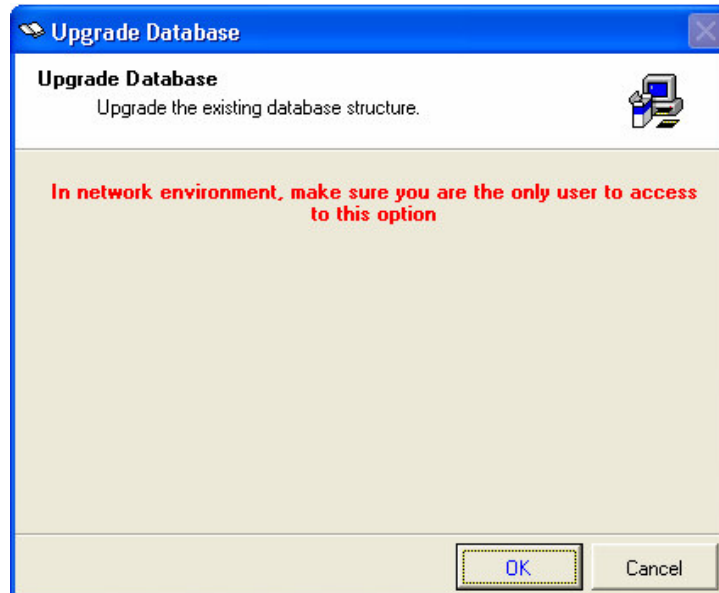 Upgrade Database
Upgrade Database
Upgrade the existing database structure.
In network environment, make sure you are the only user to access
to this option
OK
Cancel